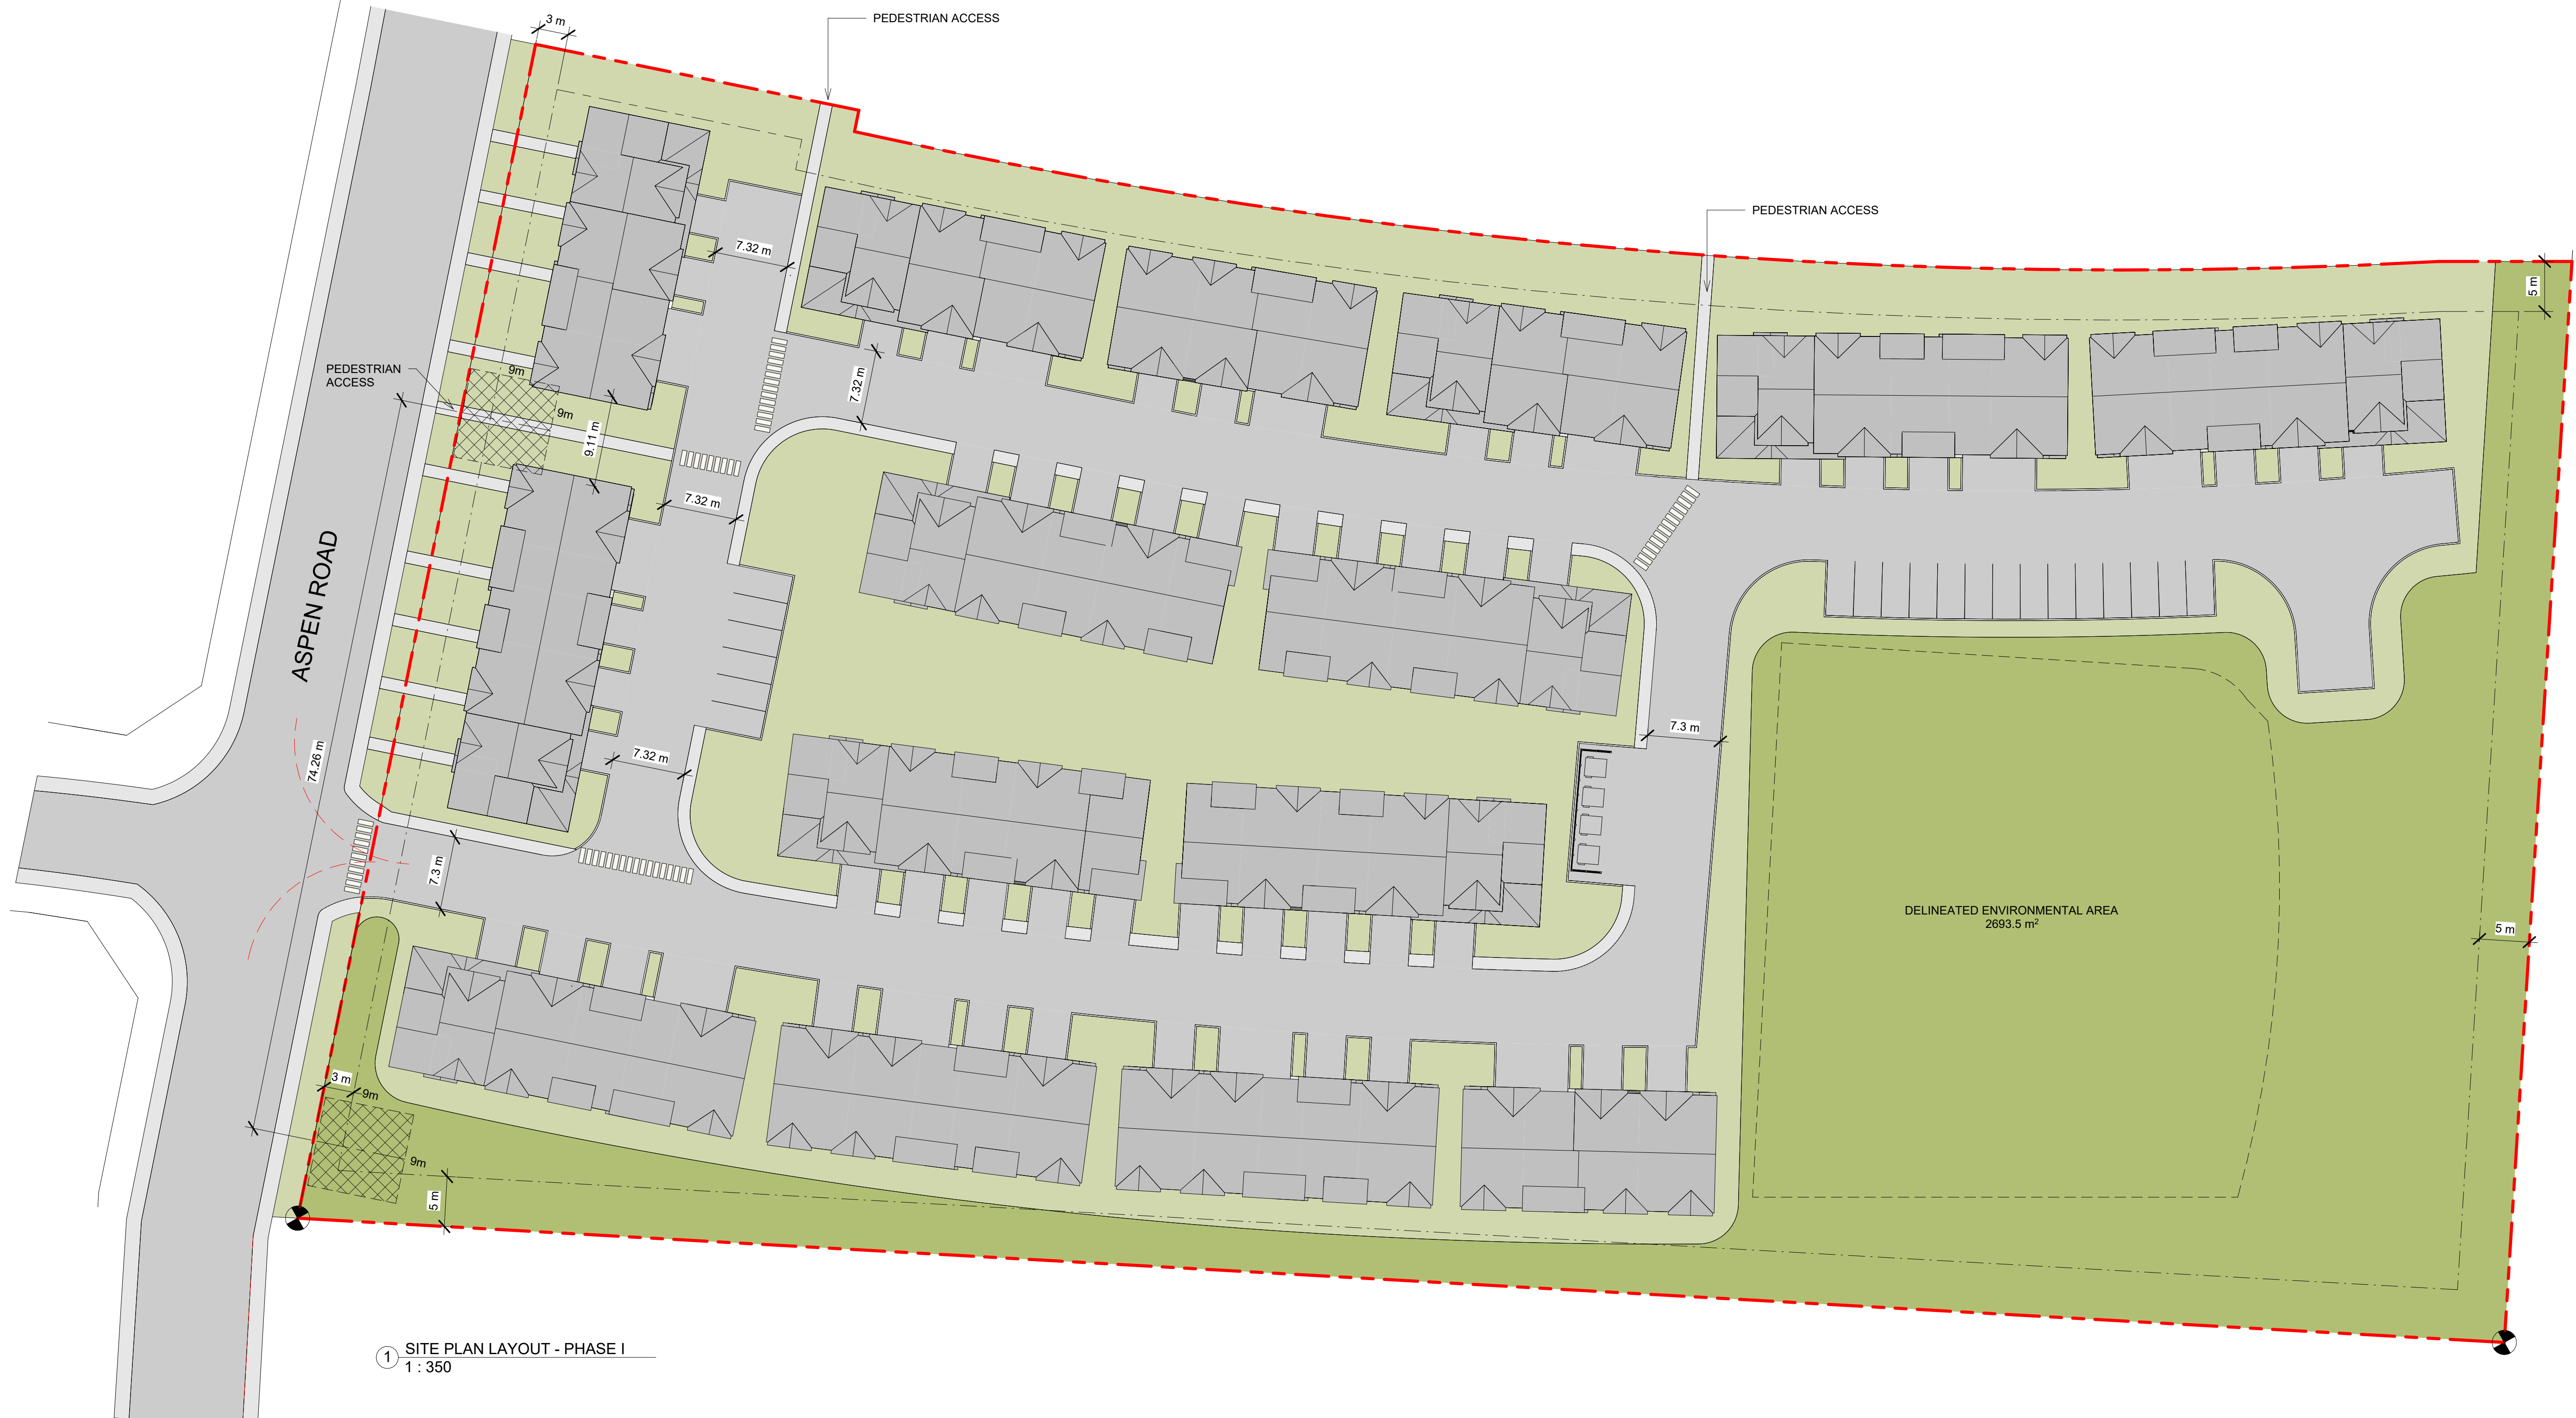 3 m
PEDESTRIAN ACCESS
PEDESTRIAN ACCESS
7.32 m
5 m
PEDESTRIAN
ACCESS
9m
9m
7.32 m
9.11 m
7.32 m
ASPEN ROAD
74.26 m
7.32 m
7.3 m
7.3 m
DELINEATED ENVIRONMENTAL AREA
2693.5 m²
5 m
3 m
9m
9m
5 m
1 SITE PLAN LAYOUT - PHASE I
1 : 350